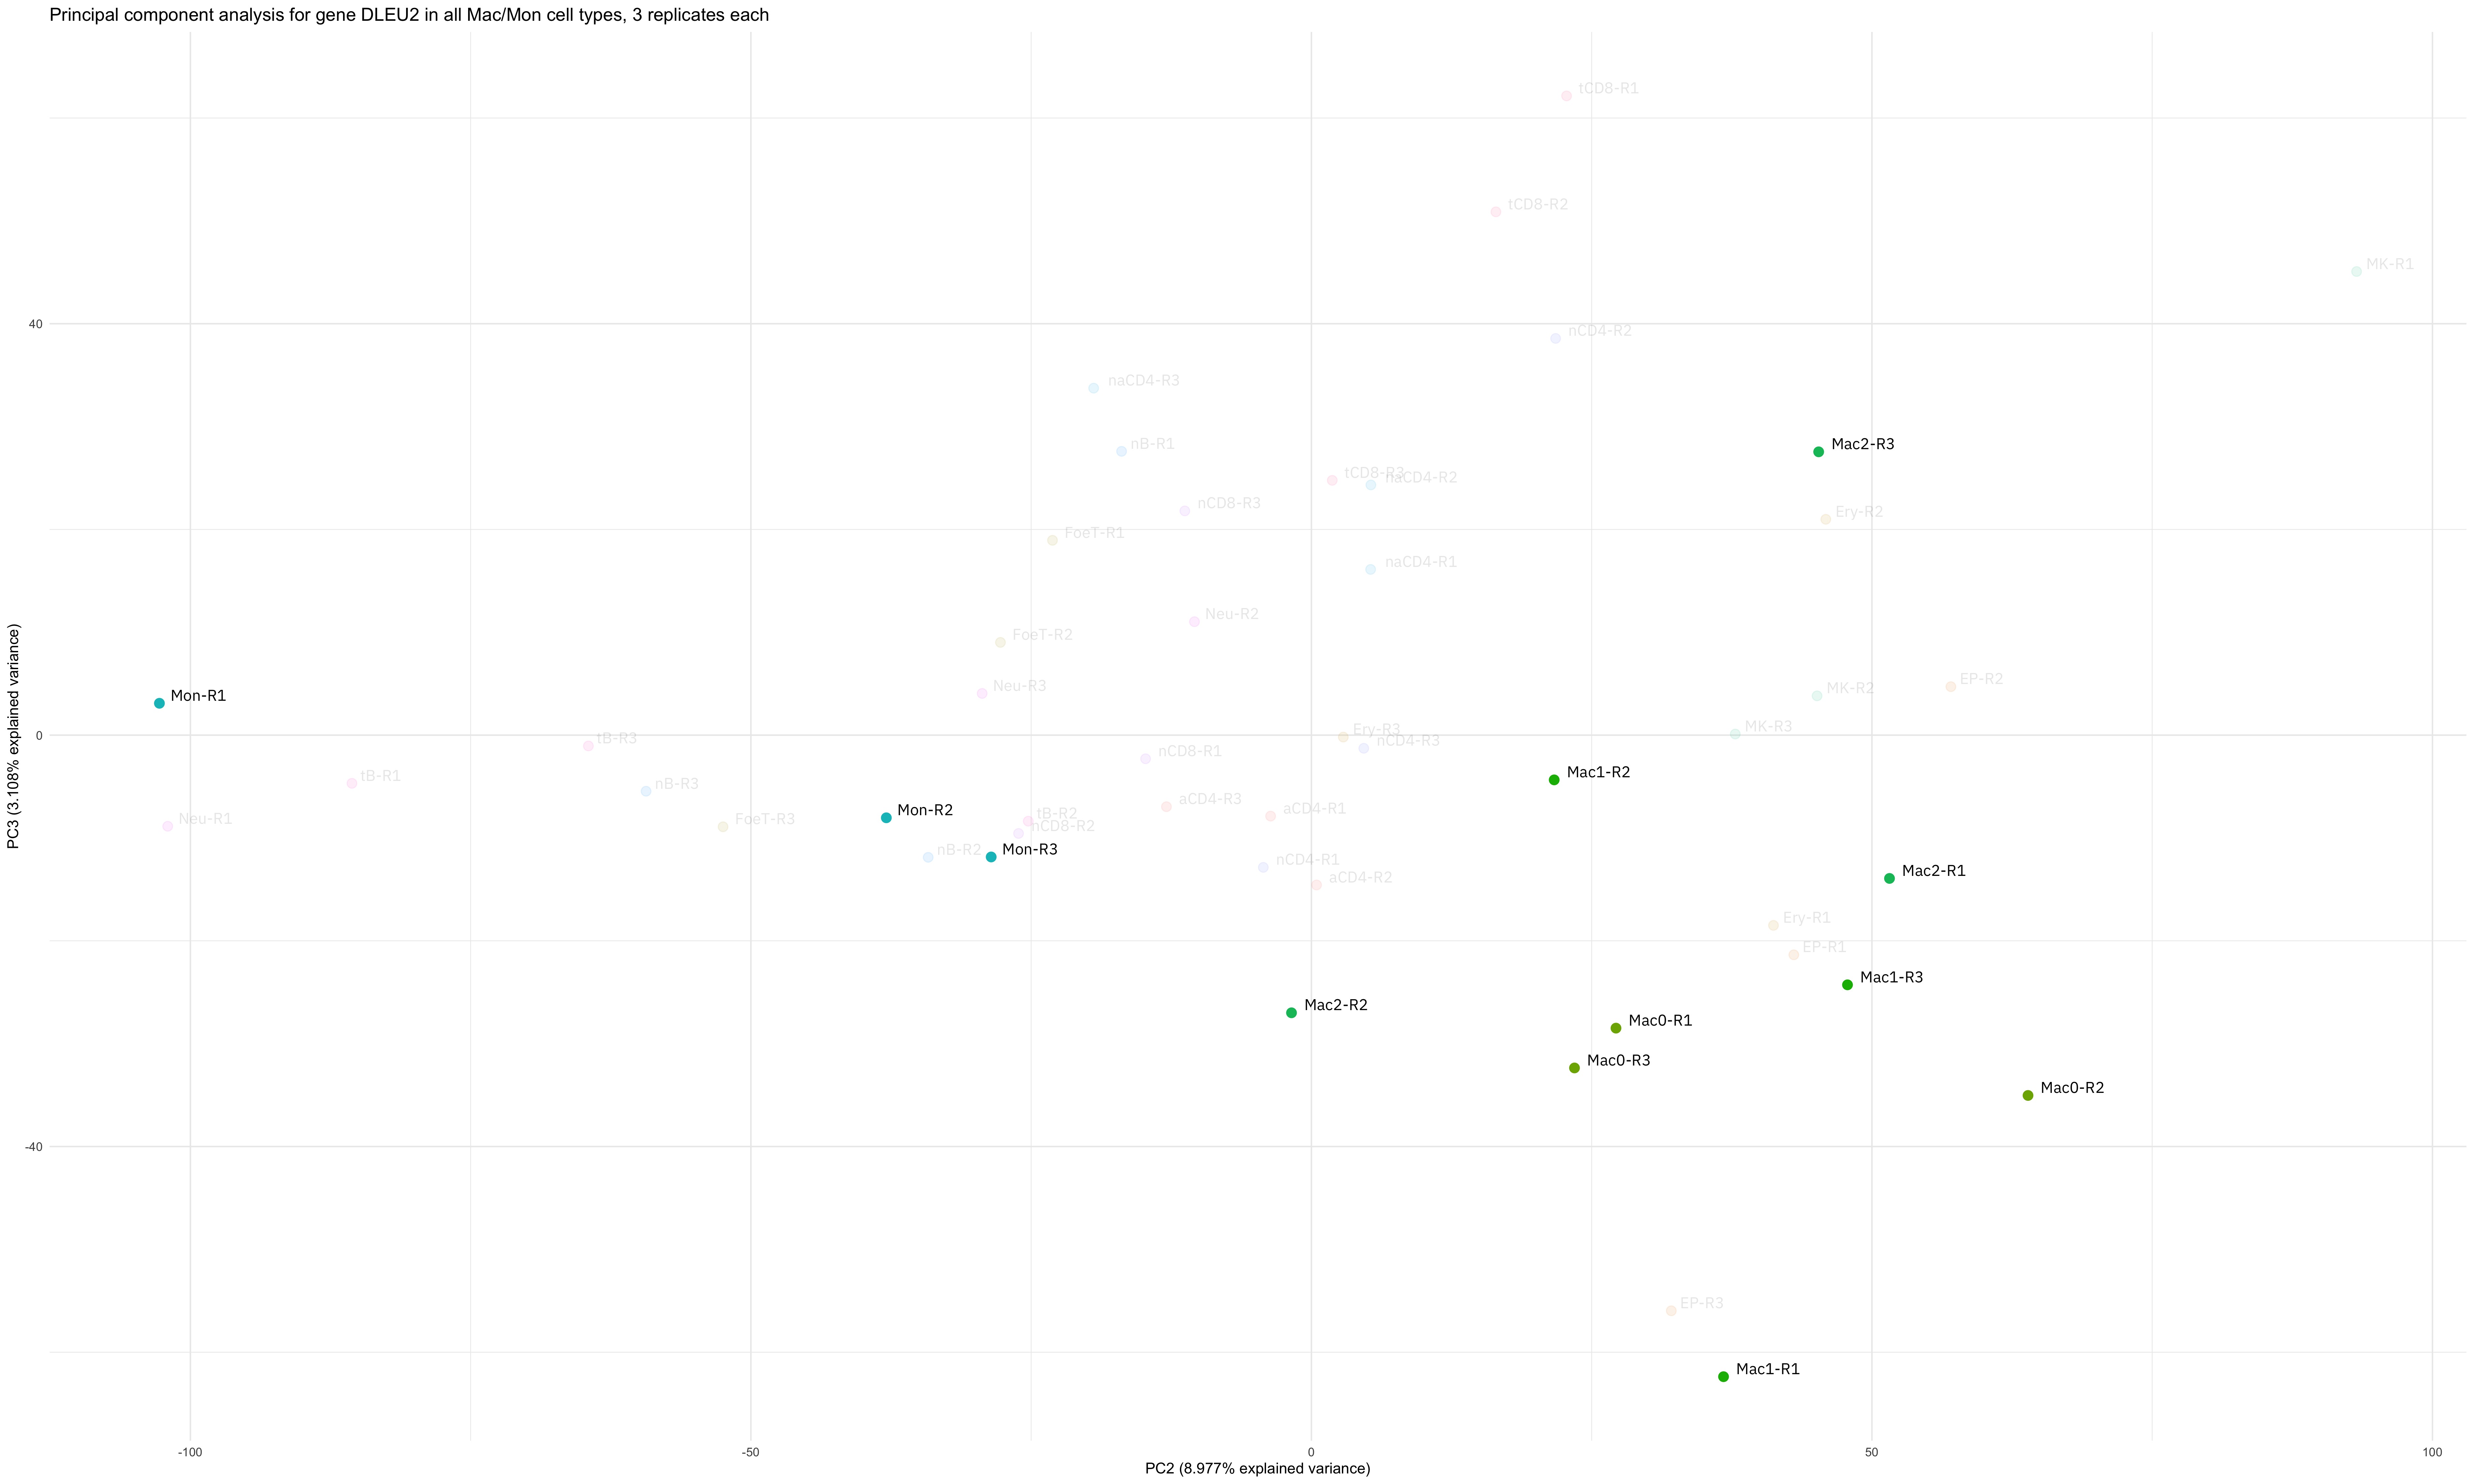 Principal component analysis for gene DLEU2 in all Mac/Mon cell types, 3 replicates each
tCD8-R1
tCD8-R2
MK-R1
40
nCD4-R2
naCD4-R3
nB-R1
Mac2-R3
tCD8-R3
naCD4-R2
nCD8-R3
Ery-R2
FoeT-R1
naCD4-R1
Neu-R2
FoeT-R2
Neu-R3
EP-R2
MK-R2
Mon-R1
MK-R3
Ery-R3
0
tB-R3
nCD4-R3
nCD8-R1
Mac1-R2
tB-R1
nB-R3
aCD4-R3
Mon-R2
aCD4-R1
tB-R2
Neu-R1
FoeT-R3
nCD8-R2
nB-R2
Mon-R3
nCD4-R1
Mac2-R1
aCD4-R2
Ery-R1
EP-R1
Mac1-R3
Mac2-R2
Mac0-R1
Mac0-R3
Mac0-R2
-40
EP-R3
Mac1-R1
-100
-50
0
50
100
PC2 (8.977% explained variance)
PC3 (3.108% explained variance)